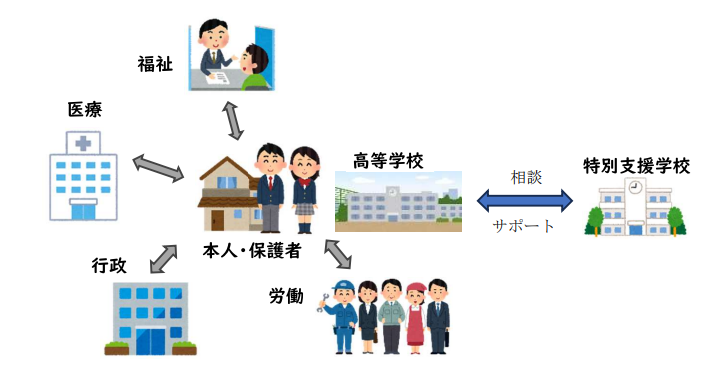 福祉
医療
高等学校
相談
特別支援学校
サポート
本人・保護者
行政
労働